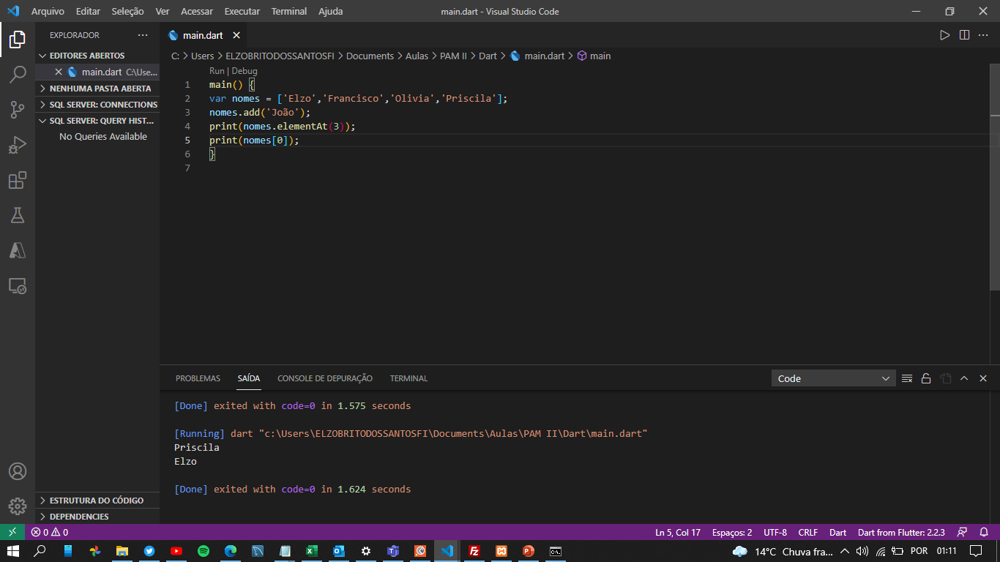 Arquivo Editar Seleção Ver Acessar Executar Terminal Ajuda
main.dart - Visual Studio Code
EXPLORADOR
main.dart
EDITORES ABERTOS
C: > Users > ELZOBRITODOSSANTOSFI > Documents > Aulas > PAM II > Dart > main.dart > main
main.dart C:\Use...
NENHUMA PASTA ABERTA
SQL SERVER: CONNECTIONS
SQL SERVER: QUERY HIST...
No Queries Available
Run | Debug
1 main() {
2 var nomes = ['Elzo','Francisco','Olivia','Priscila'];
3 nomes.add('João');
4 print(nomes.elementAt(3));
5 print(nomes[0]);
6 }
7
PROBLEMAS SAÍDA CONSOLE DE DEPURAÇÃO TERMINAL
Code
[Done] exited with code=0 in 1.575 seconds
[Running] dart "c:\Users\ELZOBRITODOSSANTOSFI\Documents\Aulas\PAM II\Dart\main.dart"
Priscila
Elzo
[Done] exited with code=0 in 1.624 seconds
ESTRUTURA DO CÓDIGO
DEPENDENCIES
0 0
Ln 5, Col 17 Espaços: 2 UTF-8 CRLF Dart Dart from Flutter: 2.2.3
14°C Chuva fra... POR 01:11